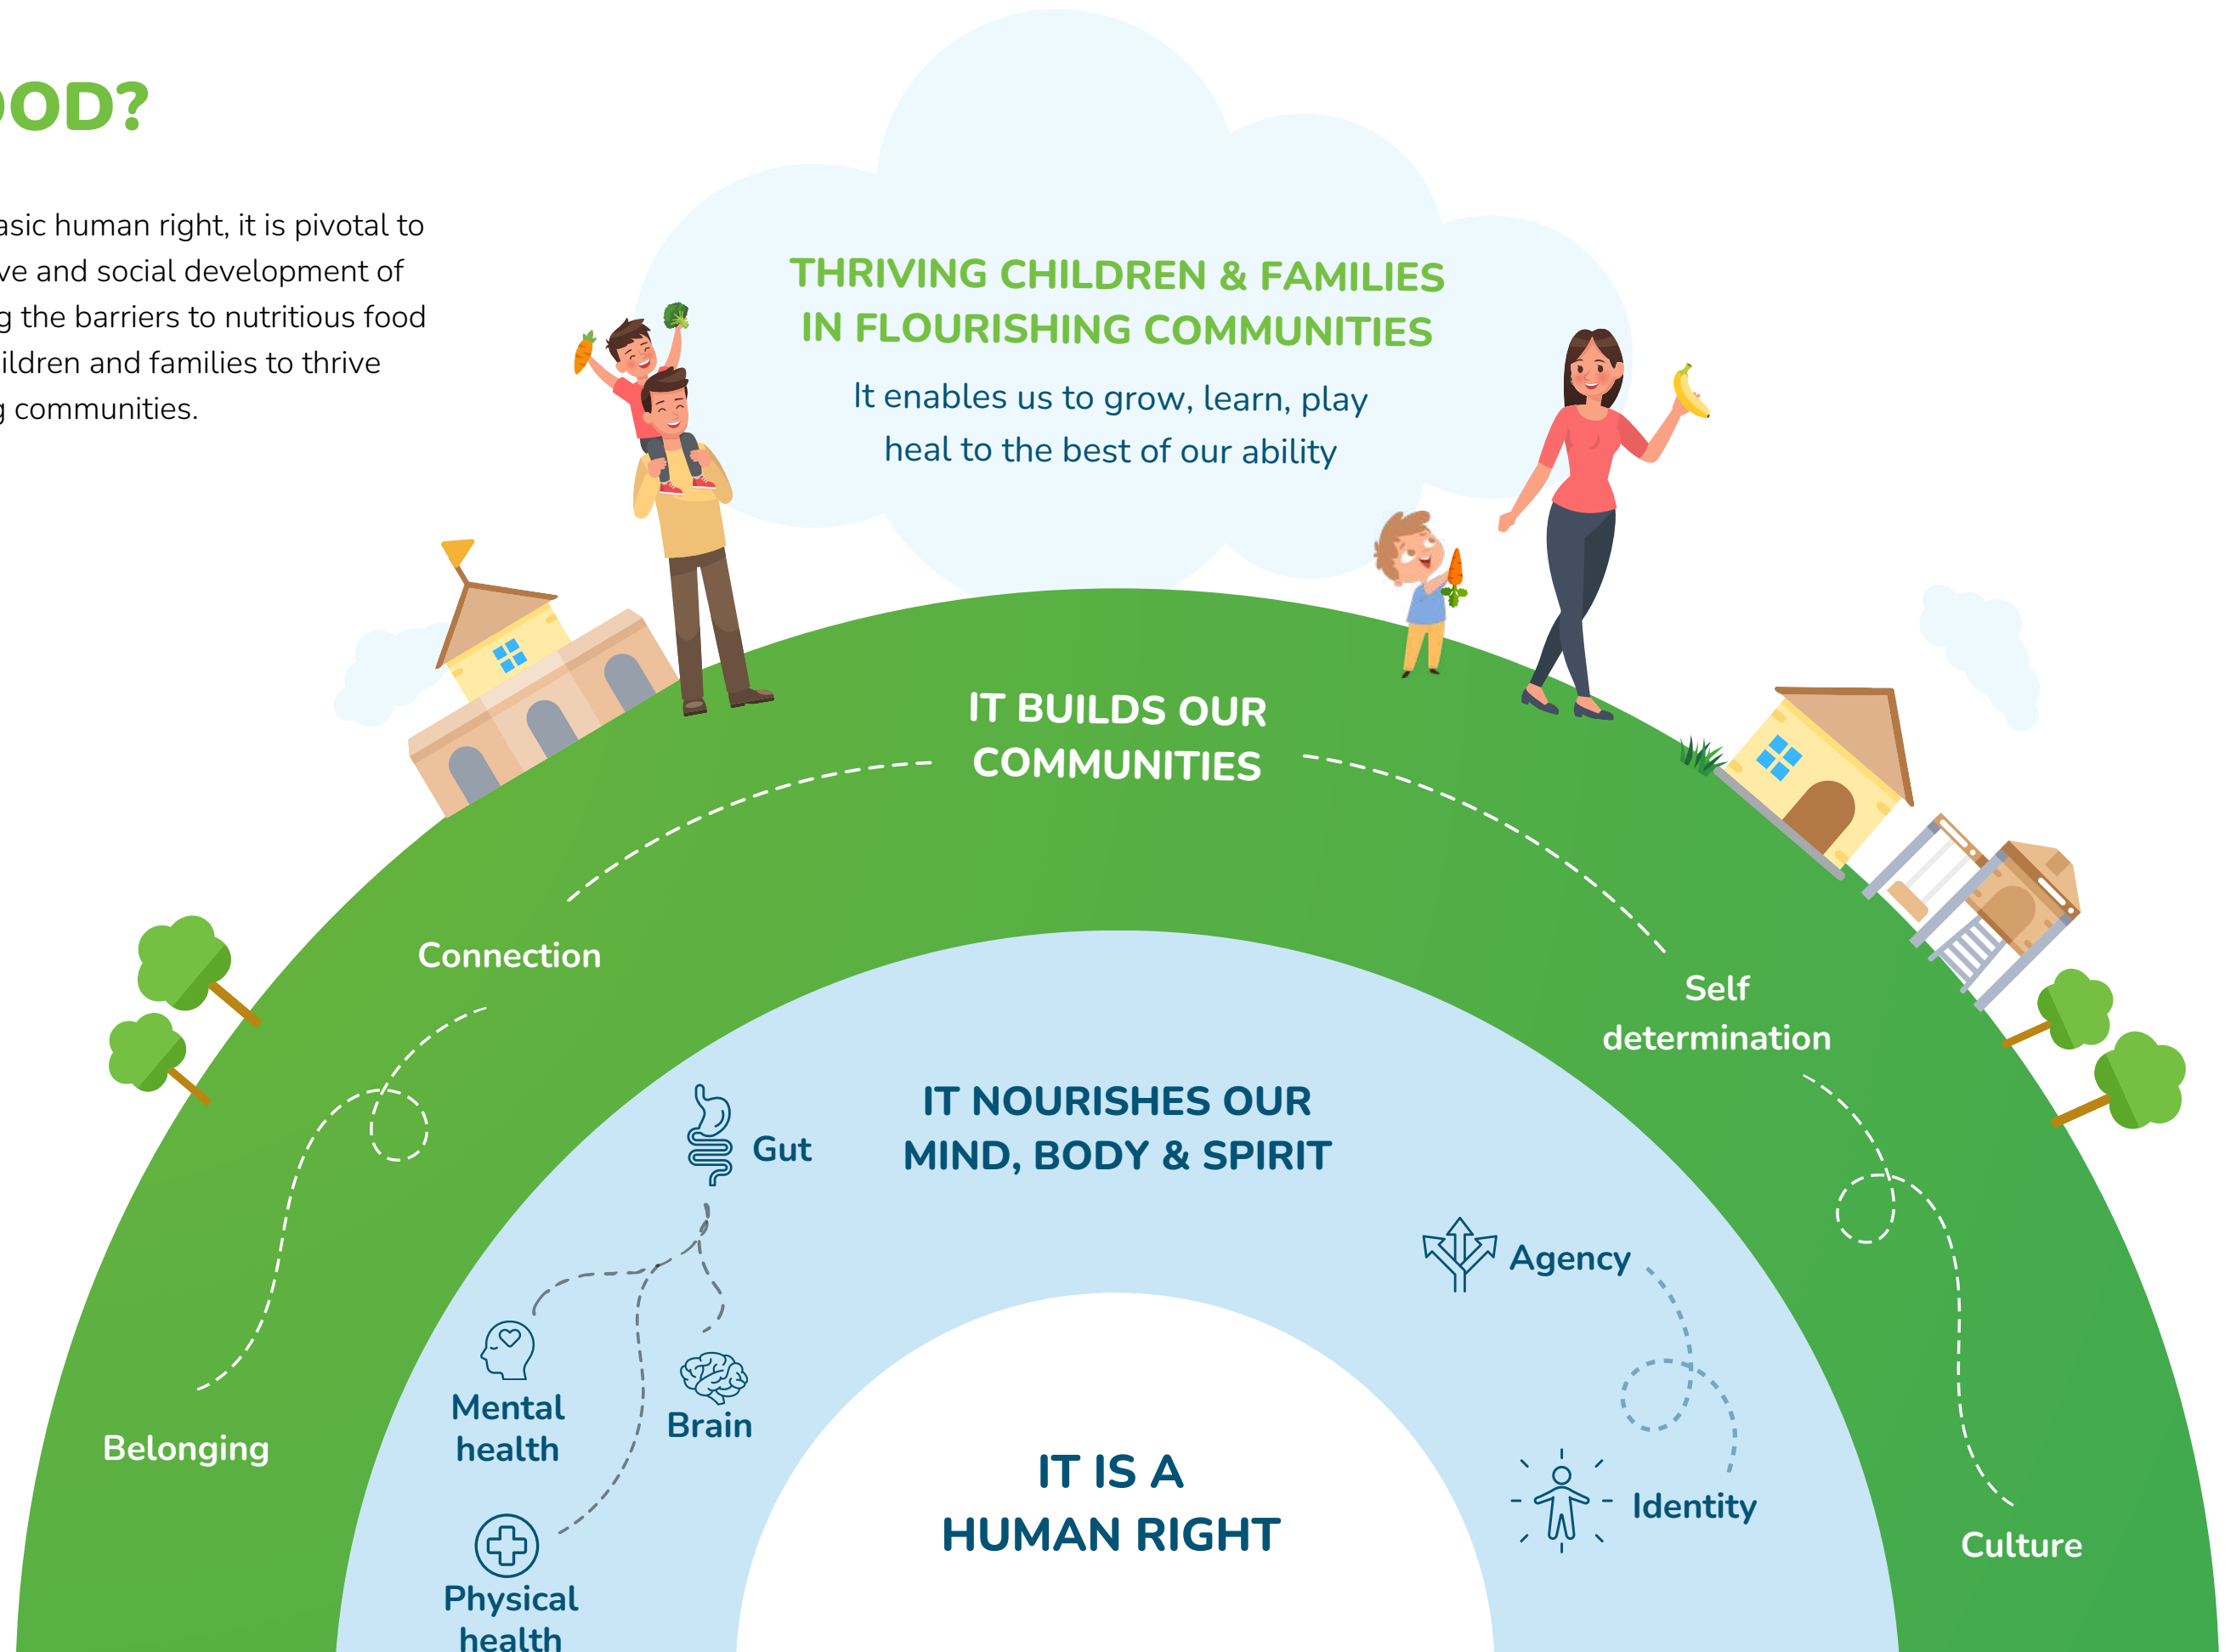 OOD?
asic human right, it is pivotal to
ve and social development of
g the barriers to nutritious food
ildren and families to thrive
g communities.
THRIVING CHILDREN & FAMILIES
IN FLOURISHING COMMUNITIES
It enables us to grow, learn, play
heal to the best of our ability
IT BUILDS OUR
COMMUNITIES
Connection
Self
determination
Belonging
Culture
IT NOURISHES OUR
MIND, BODY & SPIRIT
Gut
Mental
health
Brain
Physical
health
Agency
Identity
IT IS A
HUMAN RIGHT